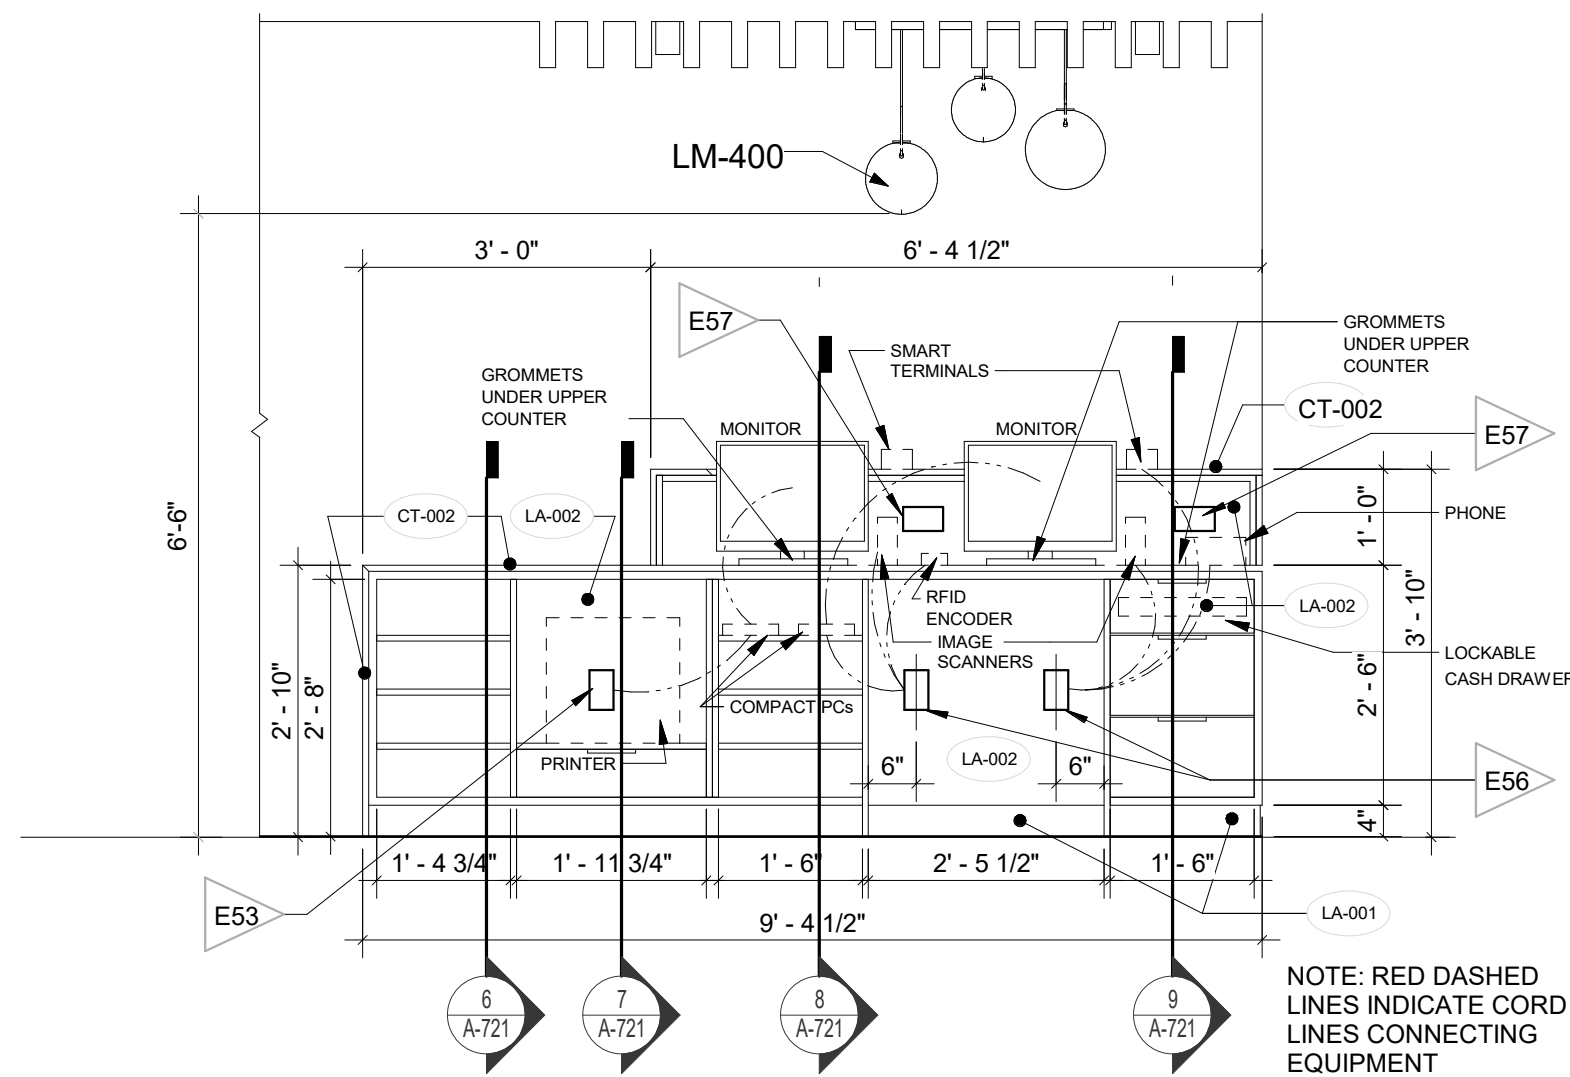 LM-400
3' - 0"
6' - 4 1/2"
E57
GROMMETS
UNDER UPPER
COUNTER
SMART
TERMINALS
GROMMETS
UNDER UPPER
COUNTER
CT-002
E57
MONITOR
MONITOR
6'-6"
CT-002
LA-002
1' - 0"
PHONE
RFID
ENCODER
IMAGE
SCANNERS
LA-002
3' - 10"
LOCKABLE
CASH DRAWER
2' - 10"
2' - 8"
2' - 6"
COMPACT PCs
PRINTER
6"
LA-002
6"
E56
4"
1' - 4 3/4"
1' - 11 3/4"
1' - 6"
2' - 5 1/2"
1' - 6"
E53
9' - 4 1/2"
LA-001
6
A-721
7
A-721
8
A-721
9
A-721
NOTE: RED DASHED
LINES INDICATE CORD
LINES CONNECTING
EQUIPMENT